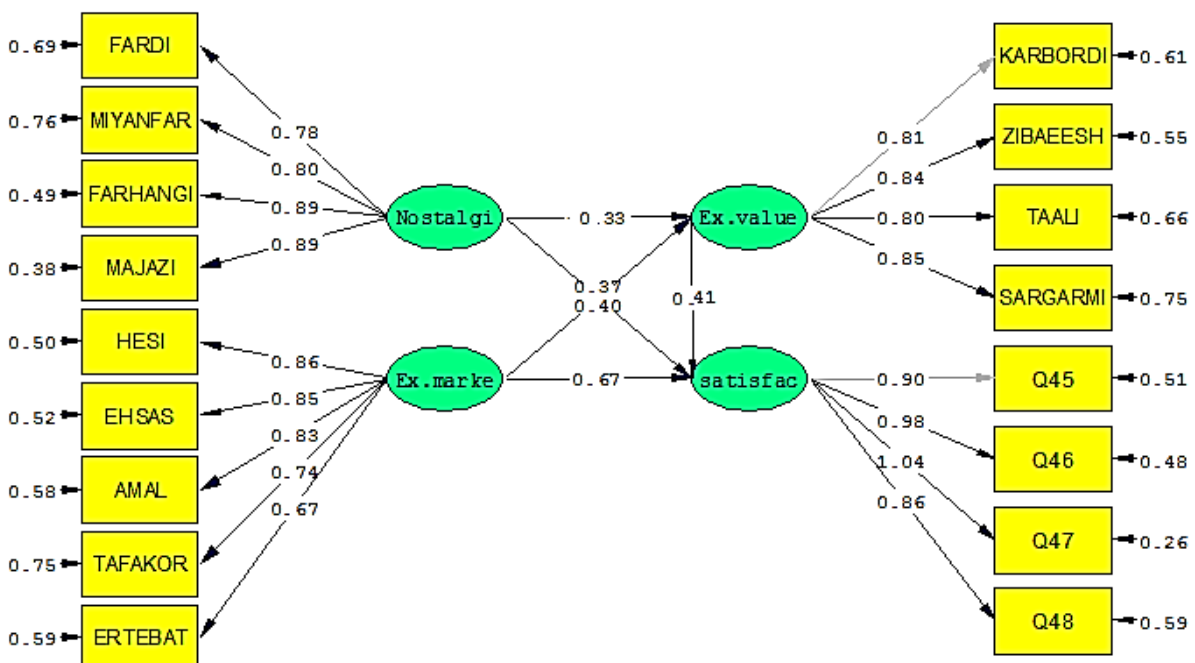 0.69 FARDI
0.76 MIYANFAR
0.49 FARHANGI
0.38 MAJAZI
0.50 HESI
0.52 EHSAS
0.58 AMAL
0.75 TAFAKOR
0.59 ERTEBAT
0.78
0.80
0.89
0.89
0.86
0.85
0.83
0.74
0.67
Nostalgi
Ex.marke
0.33
0.37
0.40
0.41
0.67
Ex.value
satisfac
0.81
0.84
0.80
0.85
0.90
0.98
1.04
0.86
KARBORDI 0.61
ZIBAEESH 0.55
TAALI 0.66
SARGARMI 0.75
Q45 0.51
Q46 0.48
Q47 0.26
Q48 0.59